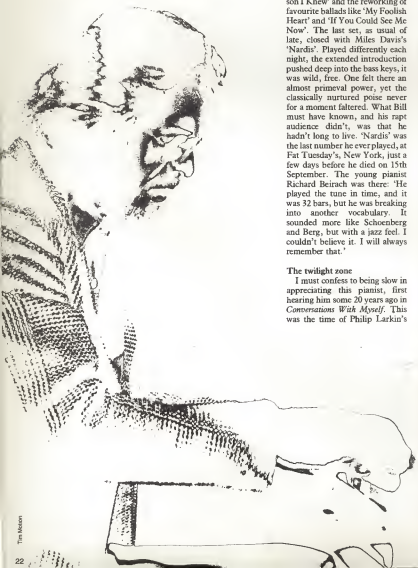 son I Knew' and the reworking of
favourite ballads like 'My Foolish
Heart' and 'If You Could See Me
Now'. The last set, as usual of
late, closed with Miles Davis's
'Nardis'. Played differently each
night, the extended introduction
pushed deep into the bass keys, it
was wild, free. One felt there an
almost primeval power, yet the
classically nurtured poise never
for a moment faltered. What Bill
must have known, and his rapt
audience didn't, was that he
hadn't long to live. 'Nardis' was
the last number he ever played, at
Fat Tuesday's, New York, just a
few days before he died on 15th
September. The young pianist
Richard Beirach was there: 'He
played the tune in time, and it
was 32 bars, but he was breaking
into another vocabulary. It
sounded more like Schoenberg
and Berg, but with a jazz feel. I
couldn't believe it. I will always
remember that.'
The twilight zone
I must confess to being slow in
appreciating this pianist, first
hearing him some 20 years ago in
Conversations With Myself. This
was the time of Philip Larkin's
Tim Motion
22